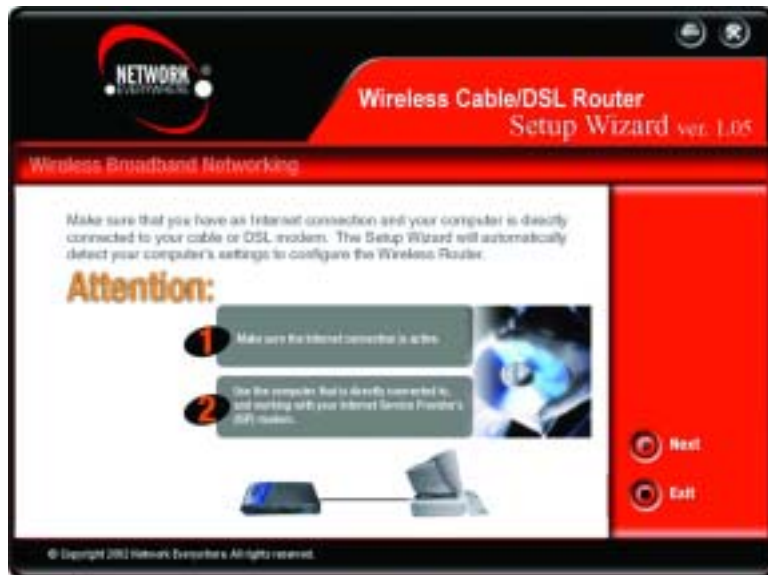 NETWORK ®
EVERYWHERE
Wireless Cable/DSL Router
Setup Wizard ver. 1.05
Wireless Broadband Networking
Make sure that you have an Internet connection and your computer is directly
connected to your cable or DSL modem. The Setup Wizard will automatically
detect your computer's settings to configure the Wireless Router.
Attention:
1
Make sure the Internet connection is active.
2
Use the computer that is directly connected to,
and working with your Internet Service Provider's
(ISP) modem.
Next
Exit
© Copyright 2002 Network Everywhere. All rights reserved.